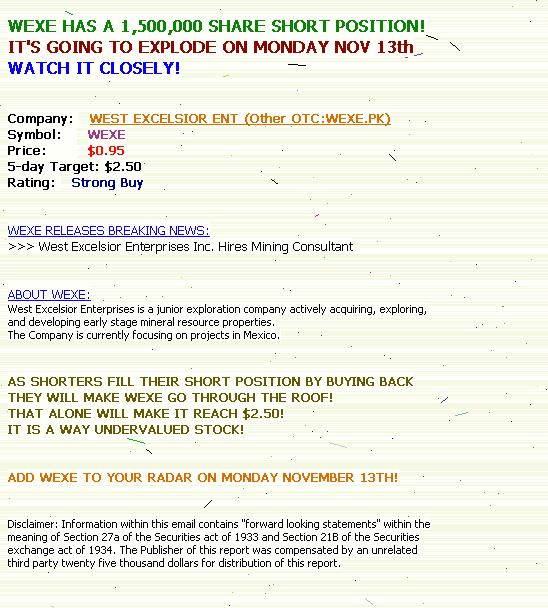 WEXE HAS A 1,500,000 SHARE SHORT POSITION!
IT'S GOING TO EXPLODE ON MONDAY NOV 13th
WATCH IT CLOSELY!
Company: WEST EXCELSIOR ENT (Other OTC:WEXE.PK)
Symbol: WEXE
Price: $0.95
5-day Target: $2.50
Rating: Strong Buy
WEXE RELEASES BREAKING NEWS:
>>> West Excelsior Enterprises Inc. Hires Mining Consultant
ABOUT WEXE:
West Excelsior Enterprises is a junior exploration company actively acquiring, exploring,
and developing early stage mineral resource properties.
The Company is currently focusing on projects in Mexico.
AS SHORTERS FILL THEIR SHORT POSITION BY BUYING BACK
THEY WILL MAKE WEXE GO THROUGH THE ROOF!
THAT ALONE WILL MAKE IT REACH $2.50!
IT IS A WAY UNDERVALUED STOCK!
ADD WEXE TO YOUR RADAR ON MONDAY NOVEMBER 13TH!
Disclaimer: Information within this email contains "forward looking statements" within the
meaning of Section 27a of the Securities act of 1933 and Section 21B of the Securities
exchange act of 1934. The Publisher of this report was compensated by an unrelated
third party twenty five thousand dollars for distribution of this report.